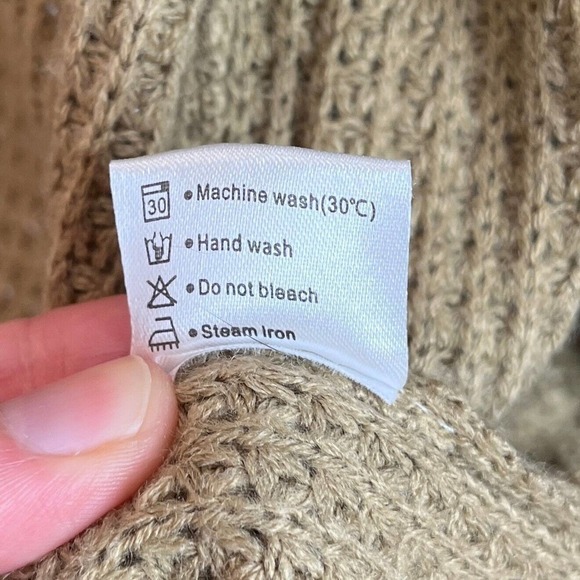 30 • Machine wash(30℃)
• Hand wash
• Do not bleach
• Steam Iron